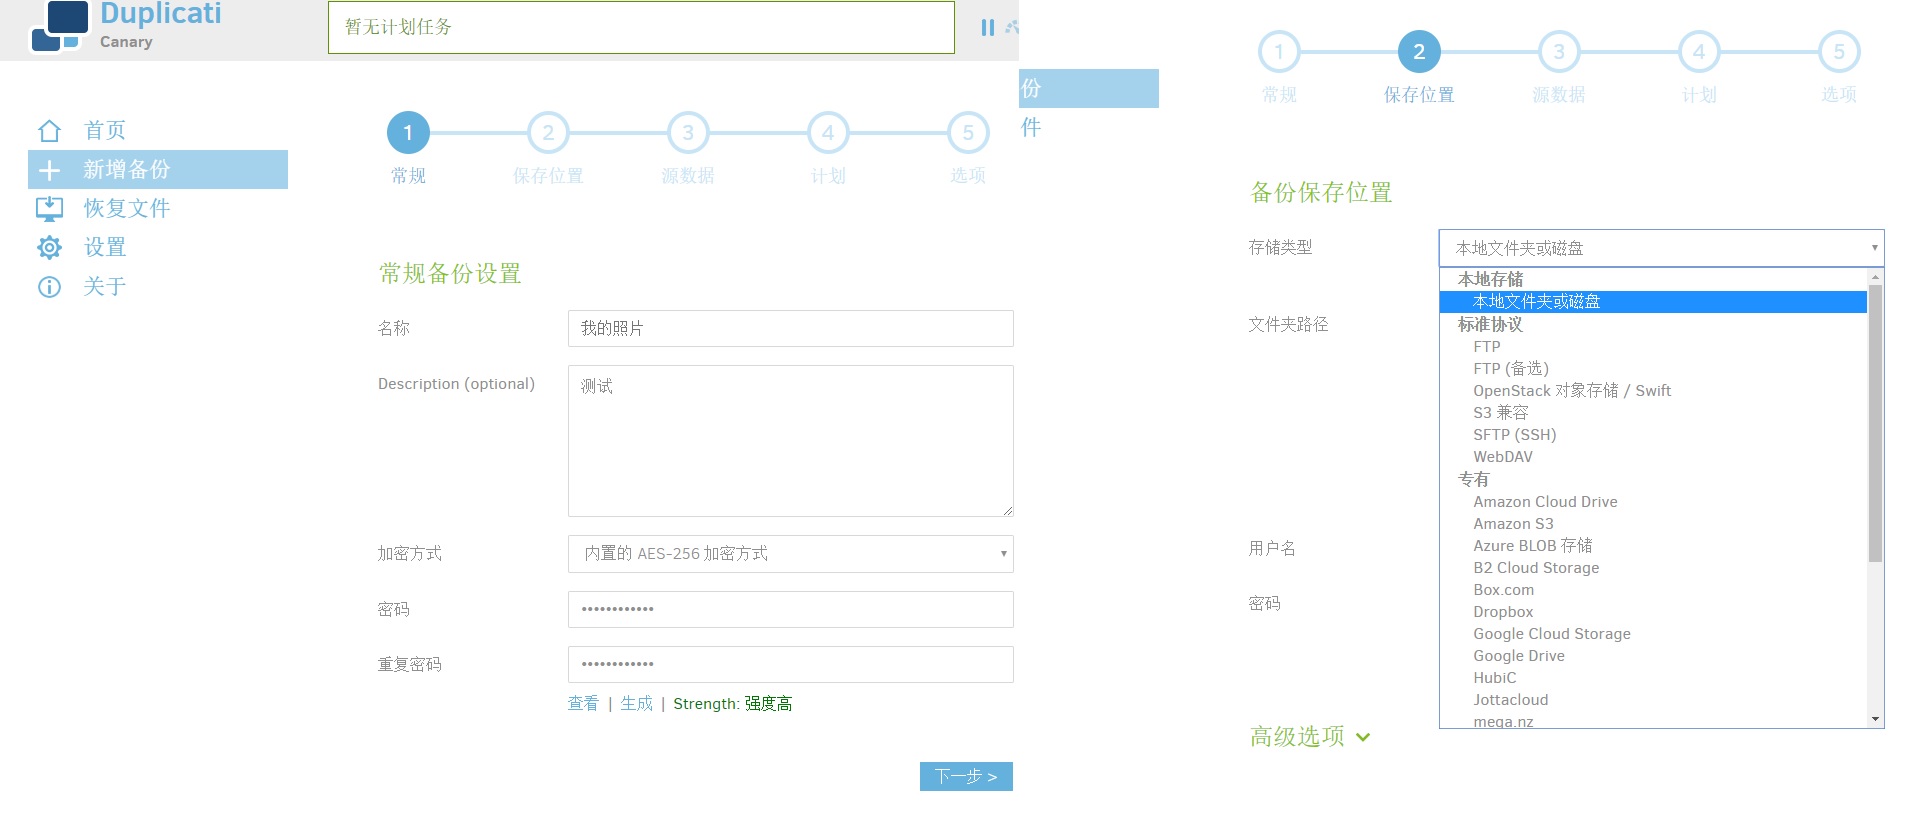 Duplicati
Canary
暂无计划任务
首页
新增备份
恢复文件
设置
关于
1
2
3
4
5
常规
保存位置
源数据
计划
选项
常规备份设置
名称
我的照片
Description (optional)
测试
加密方式
内置的 AES-256 加密方式
密码
••••••••••••
重复密码
••••••••••••
查看 | 生成 | Strength: 强度高
下一步 >
份
件
1
2
3
4
5
常规
保存位置
源数据
计划
选项
备份保存位置
存储类型
本地文件夹或磁盘
文件夹路径
用户名
密码
本地存储
本地文件夹或磁盘
标准协议
FTP
FTP (备选)
OpenStack 对象存储 / Swift
S3 兼容
SFTP (SSH)
WebDAV
专有
Amazon Cloud Drive
Amazon S3
Azure BLOB 存储
B2 Cloud Storage
Box.com
Dropbox
Google Cloud Storage
Google Drive
HubiC
Jottacloud
mega.nz
高级选项